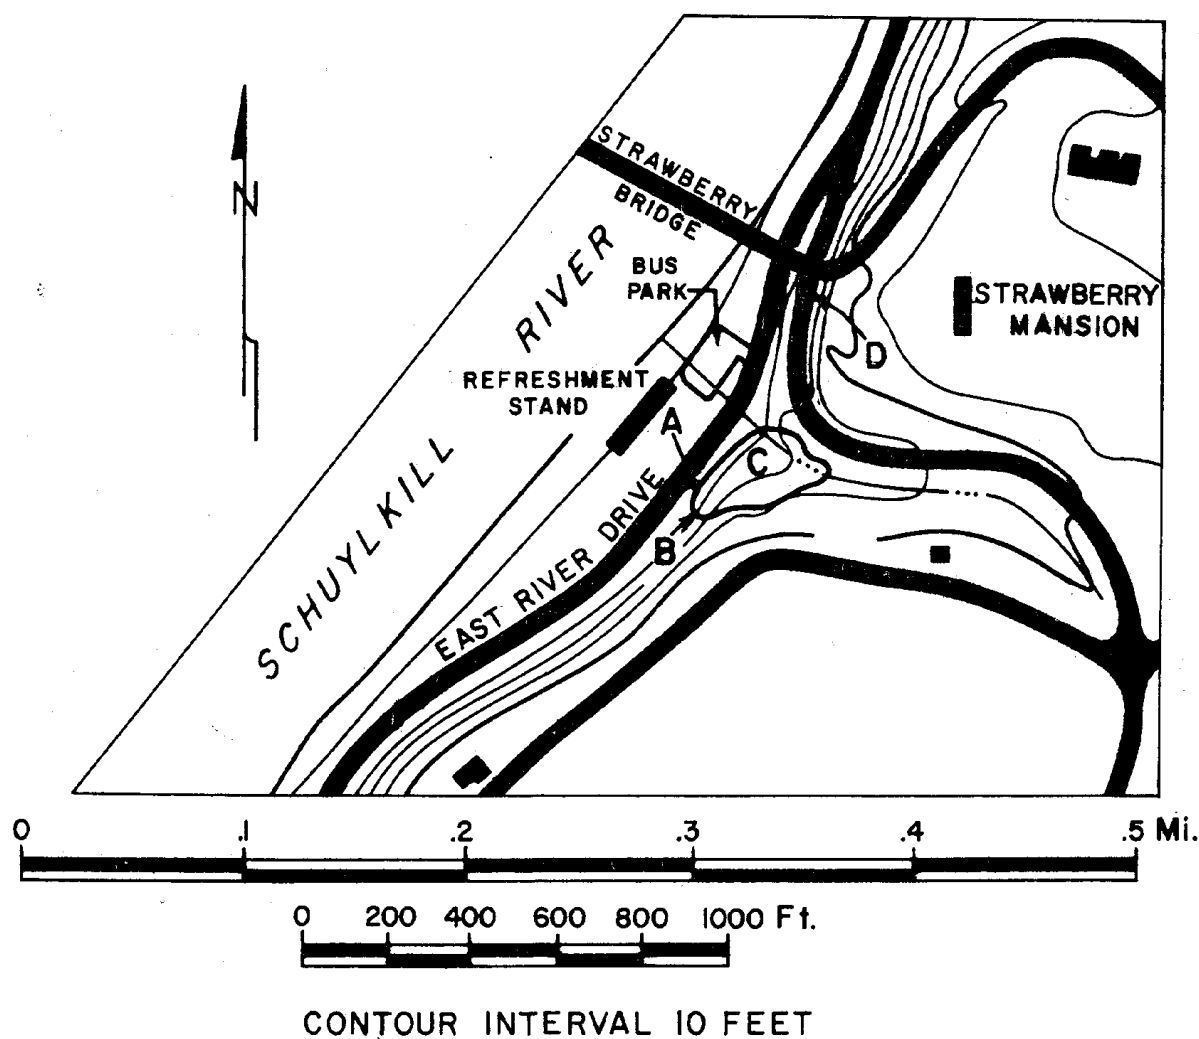 N
STRAWBERRY
BRIDGE
BUS
PARK
SCHUYLKILL RIVER
REFRESHMENT
STAND
STRAWBERRY
MANSION
A
B
C
D
EAST RIVER DRIVE
0 .1 .2 .3 .4 .5 Mi.
0 200 400 600 800 1000 Ft.
CONTOUR INTERVAL 10 FEET